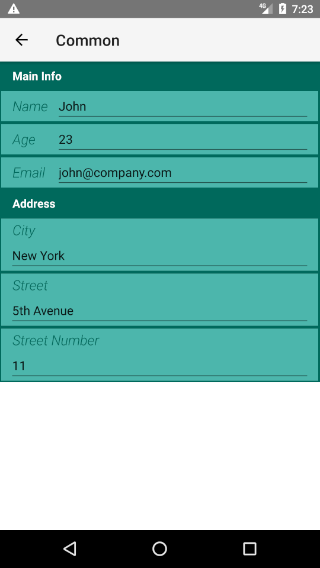 4G 7:23
Common
Main Info
Name John
Age 23
Email john@company.com
Address
City
New York
Street
5th Avenue
Street Number
11